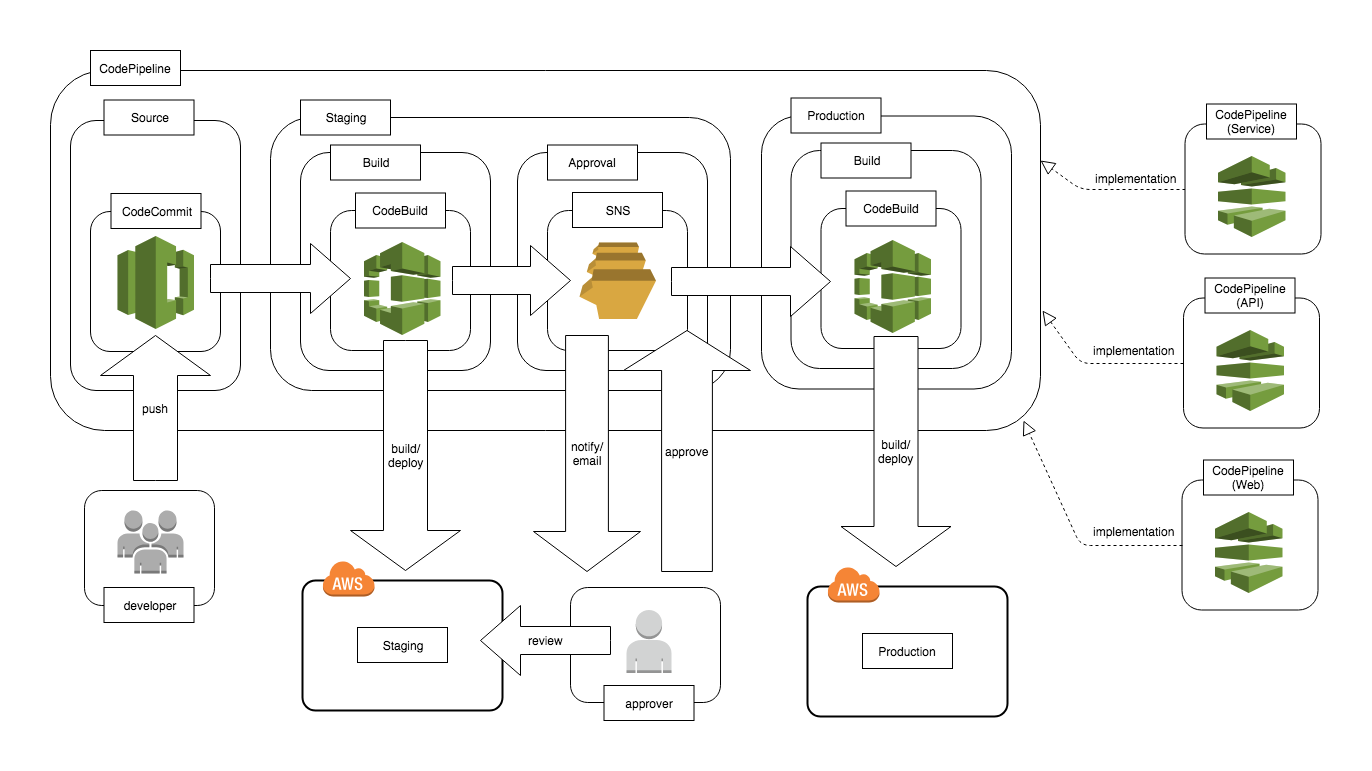 CodePipeline
Source
Staging
Production
Build
Approval
Build
CodeCommit
CodeBuild
SNS
CodeBuild
push
build/
deploy
notify/
email
approve
build/
deploy
developer
AWS
Staging
review
approver
AWS
Production
CodePipeline
(Service)
implementation
CodePipeline
(API)
implementation
CodePipeline
(Web)
implementation